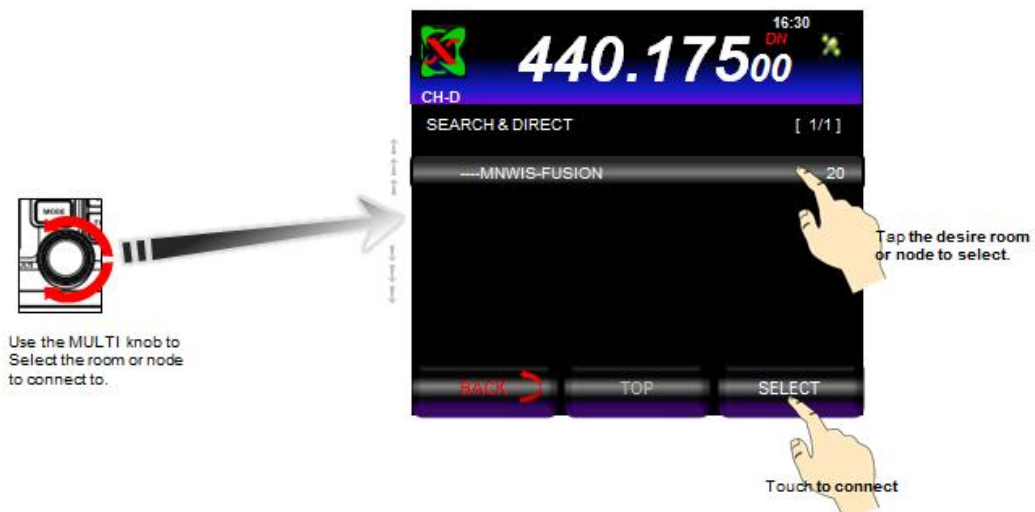 16:30
440.17500
DN
CH-D
SEARCH & DIRECT [ 1/1 ]
----MNWIS-FUSION 20
MODE
Tap the desire room
or node to select.
Use the MULTI knob to
Select the room or node
to connect to.
BACK TOP SELECT
Touch to connect